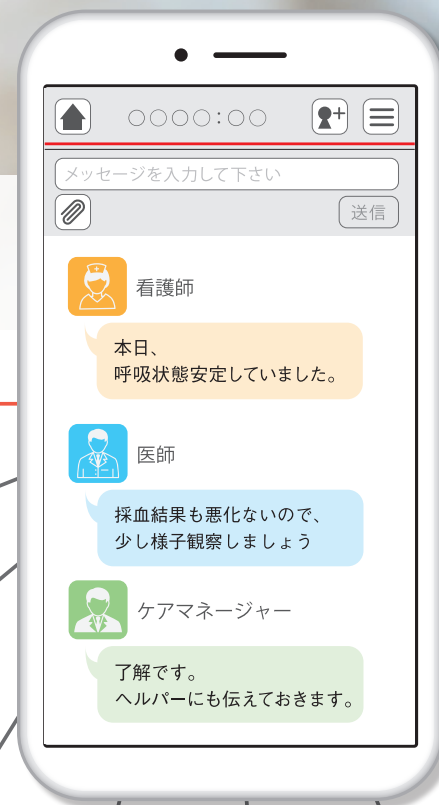 ○○○○:○○
メッセージを入力して下さい
送信
看護師
本日、
呼吸状態安定していました。
医師
採血結果も悪化ないので、
少し様子観察しましょう
ケアマネージャー
了解です。
ヘルパーにも伝えておきます。